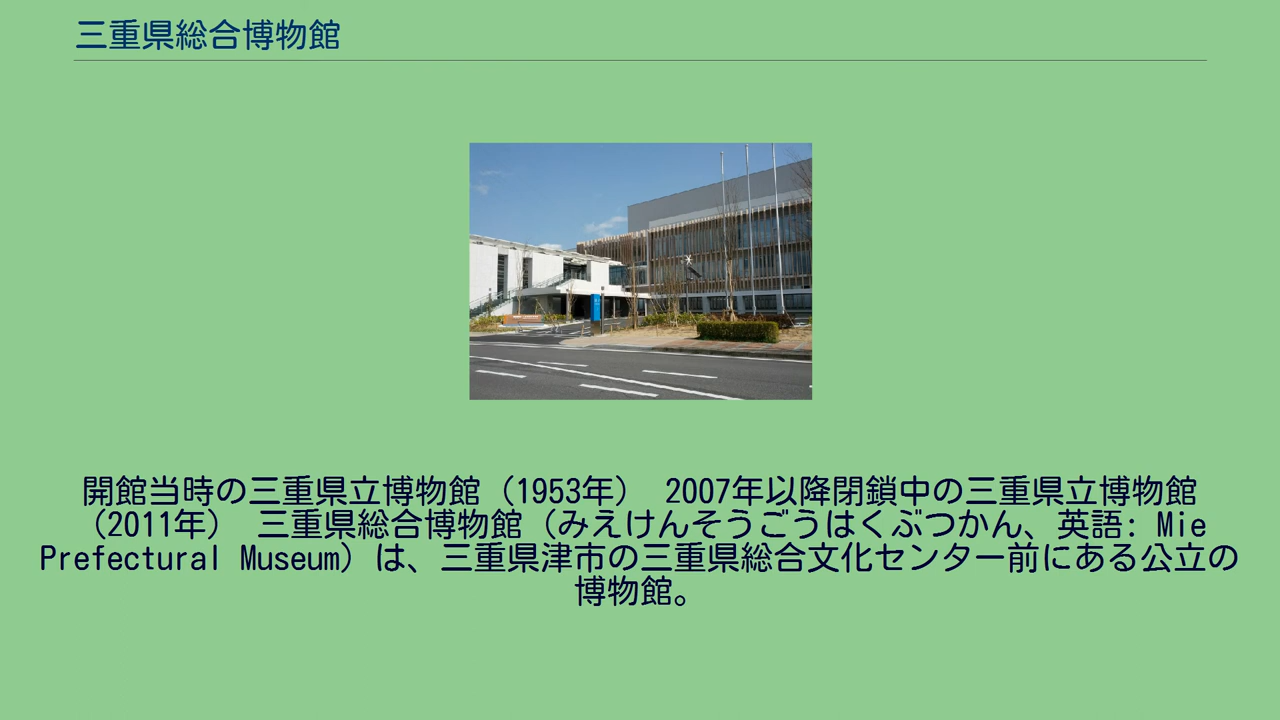 三重県総合博物館
開館当時の三重県立博物館（1953年） 2007年以降閉鎖中の三重県立博物館
（2011年） 三重県総合博物館（みえけんそうごうはくぶつかん、英語: Mie
Prefectural Museum）は、三重県津市の三重県総合文化センター前にある公立の
博物館。